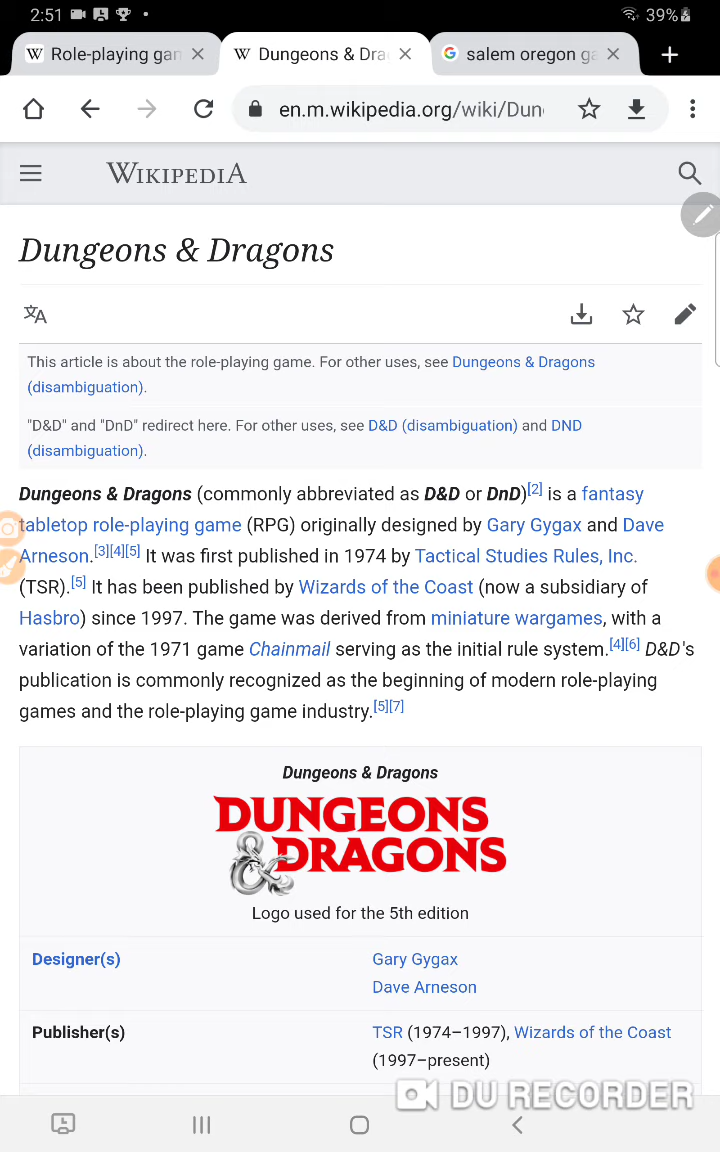 2:51 39%
Role-playing gan Dungeons & Dra salem oregon ga
en.m.wikipedia.org/wiki/Dun
WIKIPEDIA
Dungeons & Dragons
This article is about the role-playing game. For other uses, see Dungeons & Dragons
(disambiguation).
"D&D" and "DnD" redirect here. For other uses, see D&D (disambiguation) and DND
(disambiguation).
Dungeons & Dragons (commonly abbreviated as D&D or DnD)[2] is a fantasy
tabletop role-playing game (RPG) originally designed by Gary Gygax and Dave
Arneson.[3][4][5] It was first published in 1974 by Tactical Studies Rules, Inc.
(TSR).[5] It has been published by Wizards of the Coast (now a subsidiary of
Hasbro) since 1997. The game was derived from miniature wargames, with a
variation of the 1971 game Chainmail serving as the initial rule system.[4][6] D&D's
publication is commonly recognized as the beginning of modern role-playing
games and the role-playing game industry.[5][7]
Dungeons & Dragons
DUNGEONS
& DRAGONS
Logo used for the 5th edition
Designer(s) Gary Gygax
Dave Arneson
Publisher(s) TSR (1974–1997), Wizards of the Coast
(1997–present)
DU RECORDER